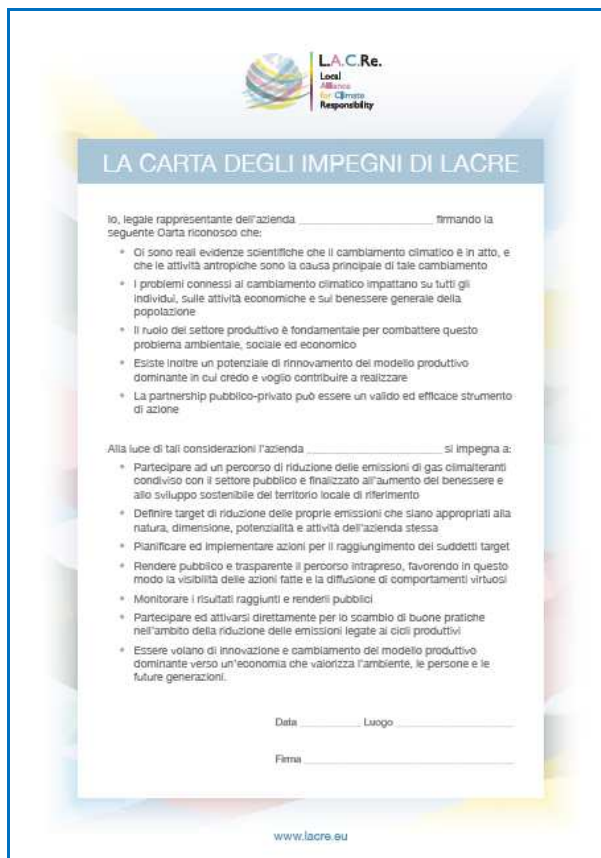 L.A.C.Re.
Local
Alliance
for Climate
Responsibility
LA CARTA DEGLI IMPEGNI DI LACRE
Io, legale rappresentante dell'azienda ____________________ firmando la
seguente Carta riconosco che:
• Ci sono reali evidenze scientifiche che il cambiamento climatico è in atto, e
che le attività antropiche sono la causa principale di tale cambiamento
• I problemi connessi al cambiamento climatico impattano su tutti gli
individui, sulle attività economiche e sul benessere generale della
popolazione
• Il ruolo del settore produttivo è fondamentale per combattere questo
problema ambientale, sociale ed economico
• Esiste inoltre un potenziale di rinnovamento del modello produttivo
dominante in cui credo e voglio contribuire a realizzare
• La partnership pubblico-privato può essere un valido ed efficace strumento
di azione
Alla luce di tali considerazioni l'azienda ____________________ si impegna a:
• Partecipare ad un percorso di riduzione delle emissioni di gas climalteranti
condiviso con il settore pubblico e finalizzato all'aumento del benessere e
allo sviluppo sostenibile del territorio locale di riferimento
• Definire target di riduzione delle proprie emissioni che siano appropriati alla
natura, dimensione, potenzialità e attività dell'azienda stessa
• Pianificare ed implementare azioni per il raggiungimento dei suddetti target
• Rendere pubblico e trasparente il percorso intrapreso, favorendo in questo
modo la visibilità delle azioni fatte e la diffusione di comportamenti virtuosi
• Monitorare i risultati raggiunti e renderli pubblici
• Partecipare ed attivarsi direttamente per lo scambio di buone pratiche
nell'ambito della riduzione delle emissioni legate ai cicli produttivi
• Essere volano di innovazione e cambiamento del modello produttivo
dominante verso un'economia che valorizza l'ambiente, le persone e le
future generazioni.
Data _________ Luogo ____________________
Firma ______________________________
www.lacre.eu